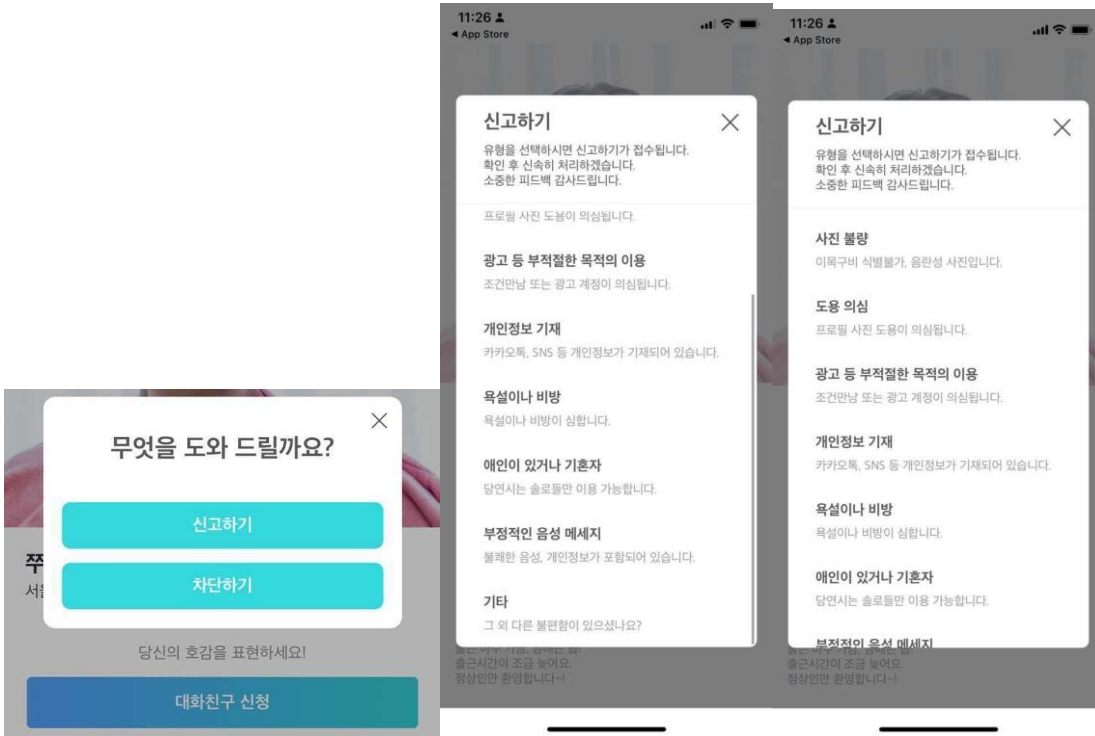 무엇을 도와 드릴까요?
신고하기
차단하기
쭈
서울
당신의 호감을 표현하세요!
대화친구 신청
11:26
◀ App Store
신고하기
유형을 선택하시면 신고하기가 접수됩니다.
확인 후 신속히 처리하겠습니다.
소중한 피드백 감사드립니다.
프로필 사진 도용이 의심됩니다.
광고 등 부적절한 목적의 이용
조건만남 또는 광고 계정이 의심됩니다.
개인정보 기재
카카오톡, SNS 등 개인정보가 기재되어 있습니다.
욕설이나 비방
욕설이나 비방이 심합니다.
애인이 있거나 기혼자
당연시는 솔로들만 이용 가능합니다.
부정적인 음성 메세지
불쾌한 음성, 개인정보가 포함되어 있습니다.
기타
그 외 다른 불편함이 있으셨나요?
출근시간이 조금 늦어요.
정상인만 환영합니다~!
11:26
◀ App Store
신고하기
유형을 선택하시면 신고하기가 접수됩니다.
확인 후 신속히 처리하겠습니다.
소중한 피드백 감사드립니다.
사진 불량
이목구비 식별불가, 음란성 사진입니다.
도용 의심
프로필 사진 도용이 의심됩니다.
광고 등 부적절한 목적의 이용
조건만남 또는 광고 계정이 의심됩니다.
개인정보 기재
카카오톡, SNS 등 개인정보가 기재되어 있습니다.
욕설이나 비방
욕설이나 비방이 심합니다.
애인이 있거나 기혼자
당연시는 솔로들만 이용 가능합니다.
부정적인 음성 메세지
출근시간이 조금 늦어요.
정상인만 환영합니다~!